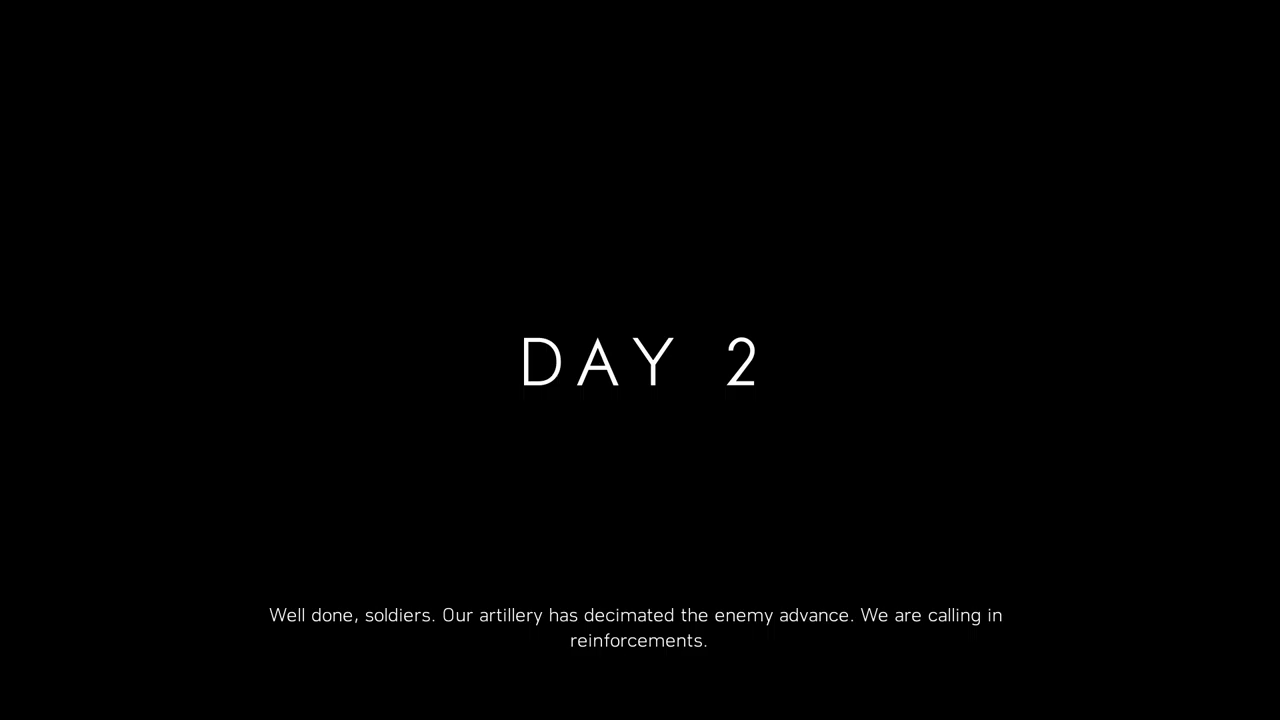 DAY 2
Well done, soldiers. Our artillery has decimated the enemy advance. We are calling in
reinforcements.